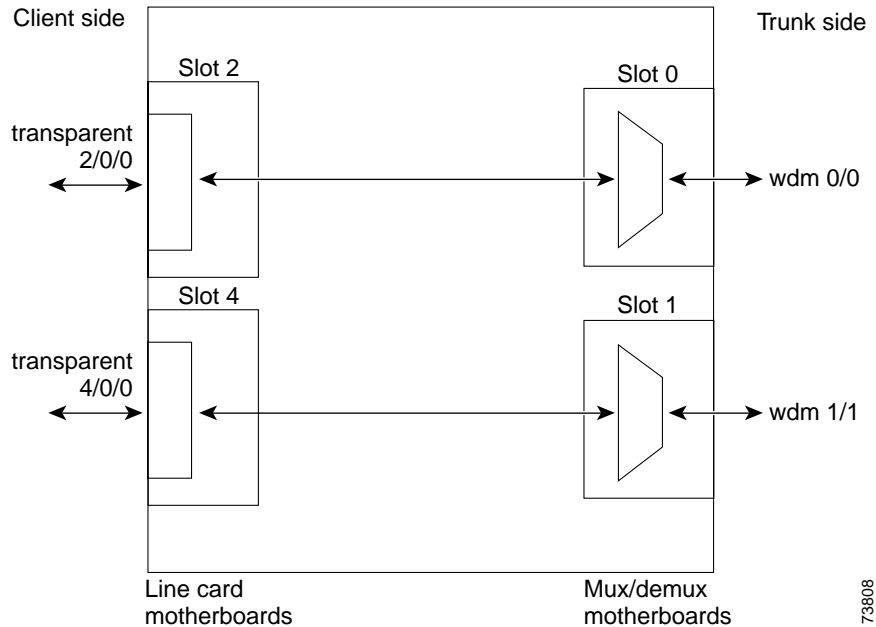 Client side
Trunk side
Slot 2
Slot 0
transparent
2/0/0
wdm 0/0
Slot 4
Slot 1
transparent
4/0/0
wdm 1/1
Line card
motherboards
Mux/demux
motherboards
73808